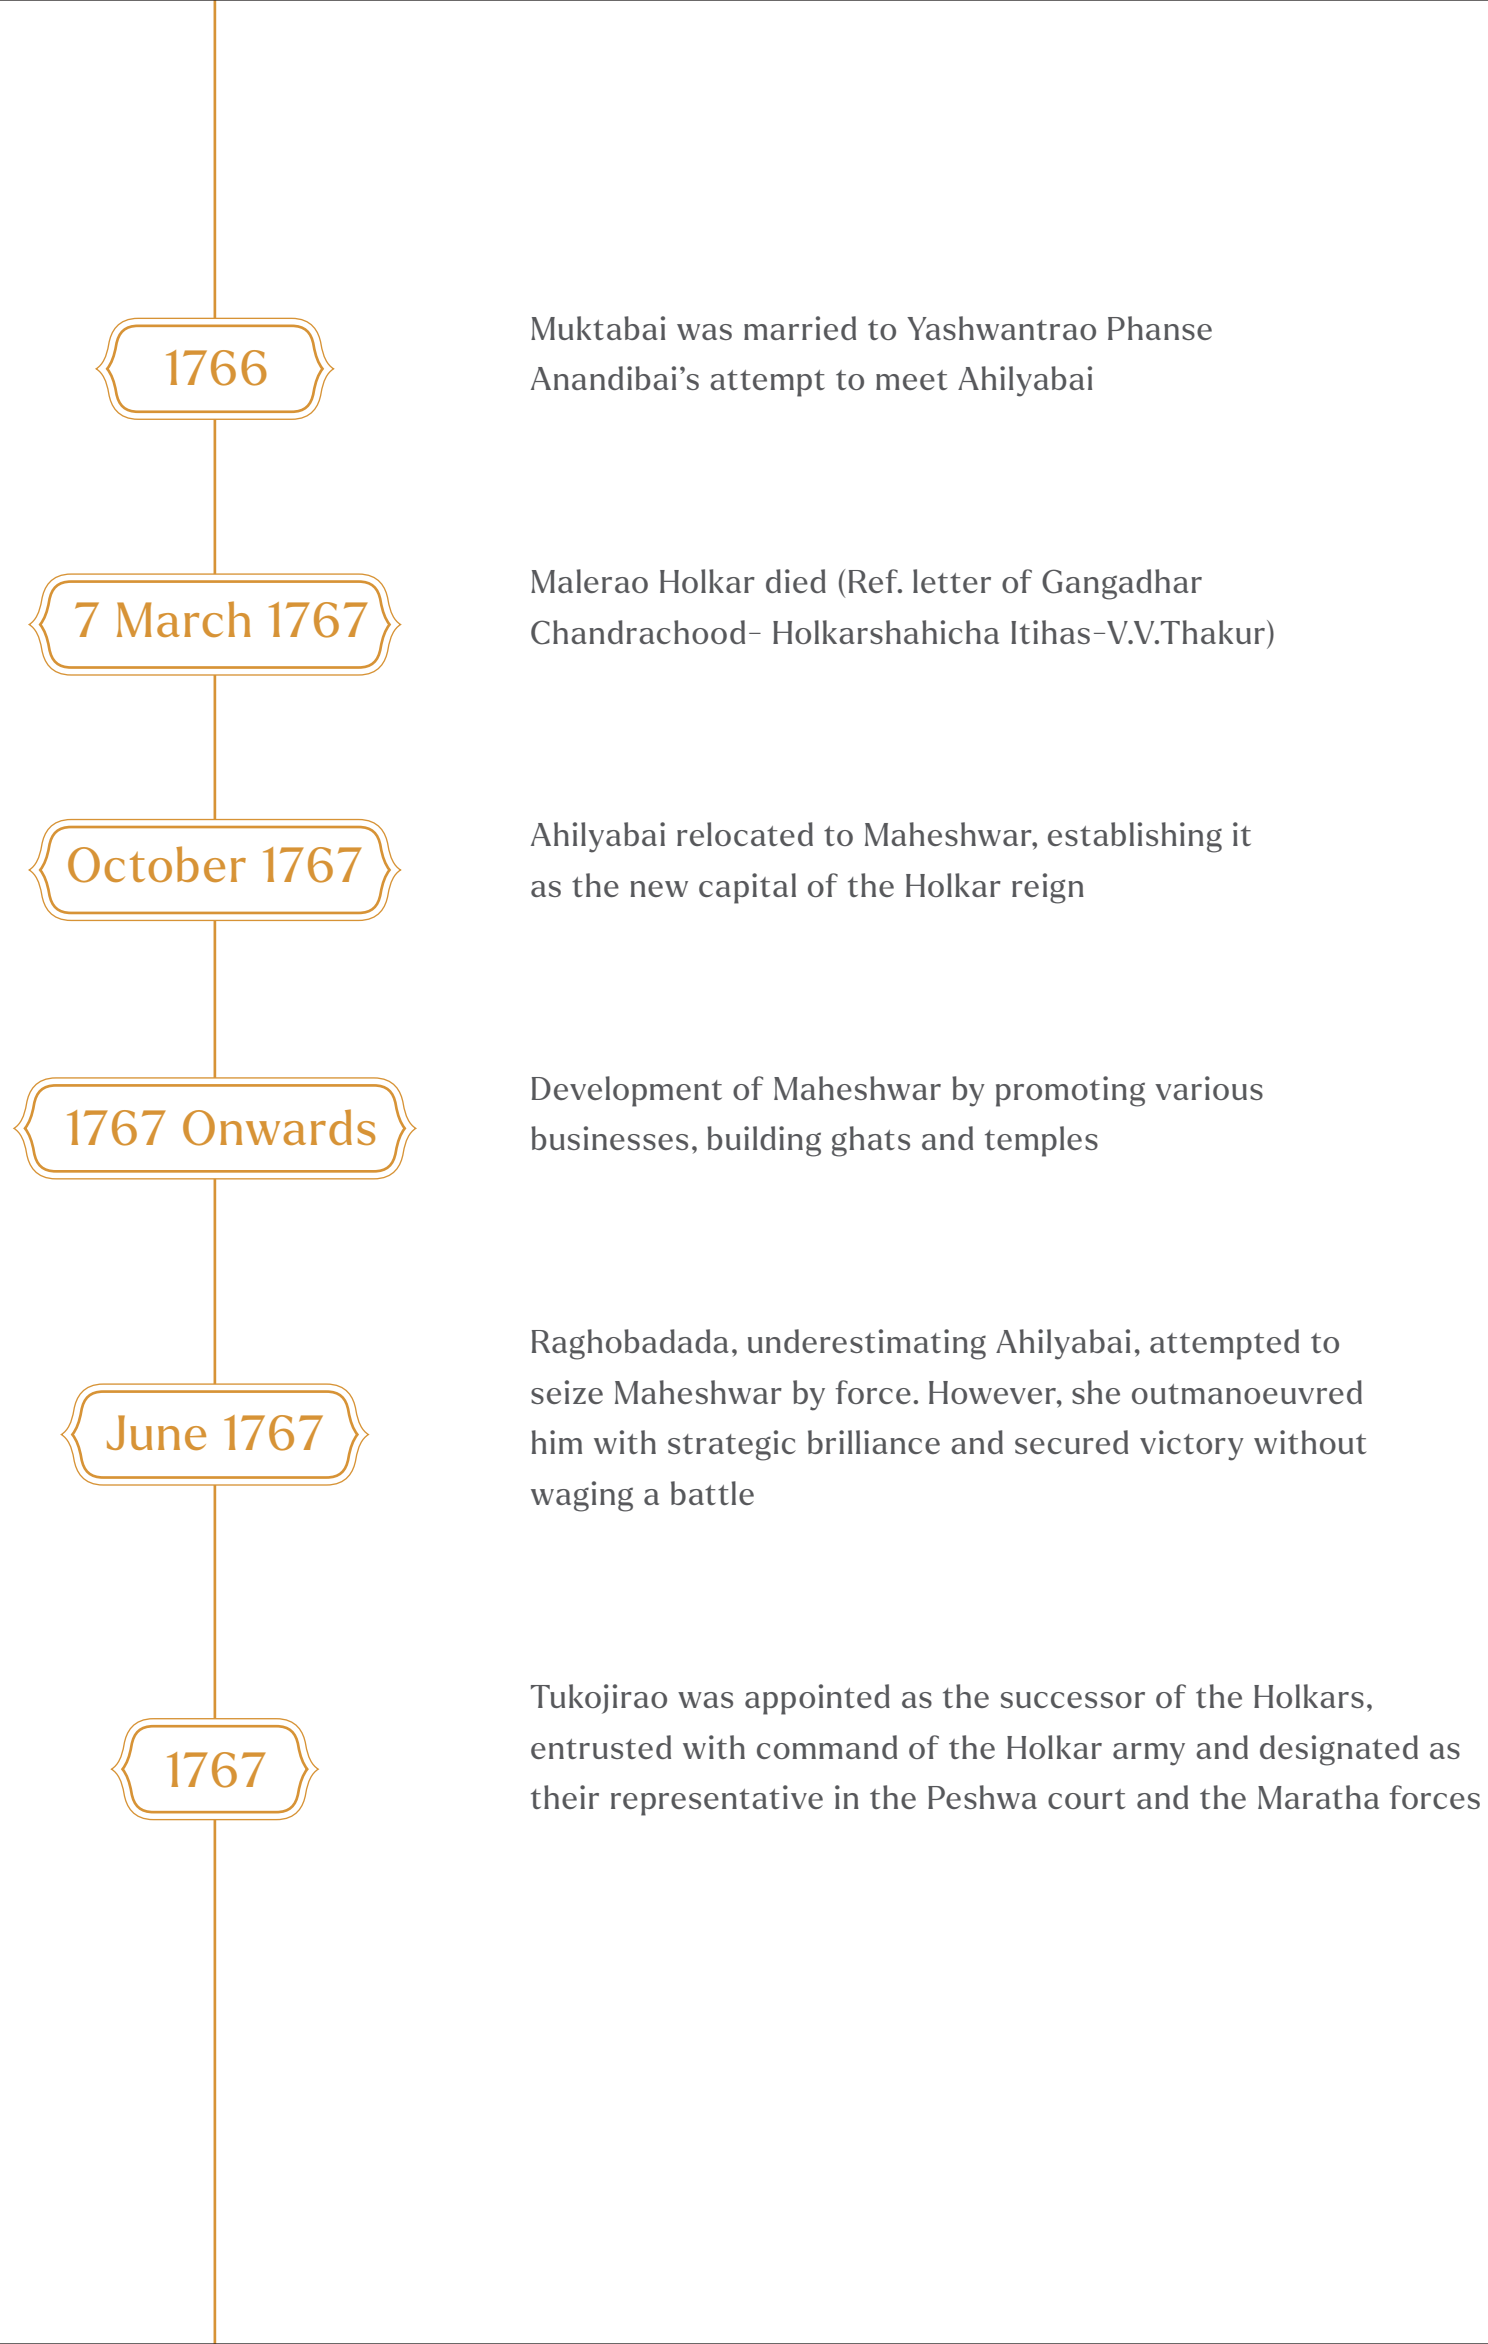 1766
Muktabai was married to Yashwantrao Phanse
Anandibai’s attempt to meet Ahilyabai
7 March 1767
Malerao Holkar died (Ref. letter of Gangadhar
Chandrachood- Holkarshahicha Itihas-V.V.Thakur)
October 1767
Ahilyabai relocated to Maheshwar, establishing it
as the new capital of the Holkar reign
1767 Onwards
Development of Maheshwar by promoting various
businesses, building ghats and temples
June 1767
Raghobadada, underestimating Ahilyabai, attempted to
seize Maheshwar by force. However, she outmanoeuvred
him with strategic brilliance and secured victory without
waging a battle
1767
Tukojirao was appointed as the successor of the Holkars,
entrusted with command of the Holkar army and designated as
their representative in the Peshwa court and the Maratha forces